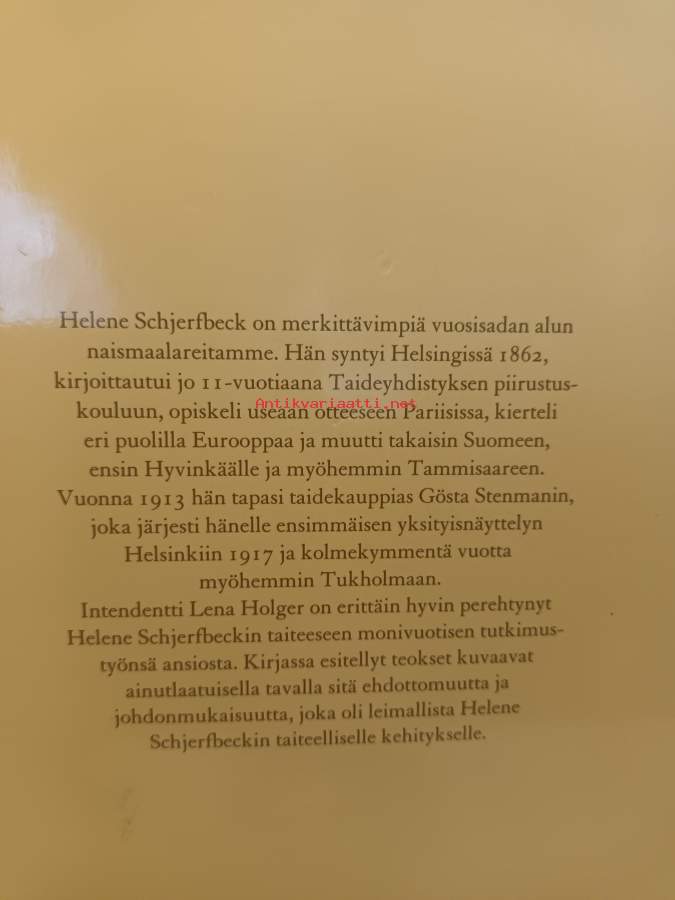 Helene Schjerfbeck on merkittävimpiä vuosisadan alun
naismaalareitamme. Hän syntyi Helsingissä 1862,
kirjoittautui jo 11-vuotiaana Taideyhdistyksen piirustus-
Antikvariaatti.net
kouluun, opiskeli useaan otteeseen Pariisissa, kierteli
eri puolilla Eurooppaa ja muutti takaisin Suomeen,
ensin Hyvinkäälle ja myöhemmin Tammisaareen.
Vuonna 1913 hän tapasi taidekauppias Gösta Stenmanin,
joka järjesti hänelle ensimmäisen yksityisnäyttelyn
Helsinkiin 1917 ja kolmekymmentä vuotta
myöhemmin Tukholmaan.
Intendentti Lena Holger on erittäin hyvin perehtynyt
Helene Schjerfbeckin taiteeseen monivuotisen tutkimus-
työnsä ansiosta. Kirjassa esitellyt teokset kuvaavat
ainutlaatuisella tavalla sitä ehdottomuutta ja
johdonmukaisuutta, joka oli leimallista Helene
Schjerfbeckin taiteelliselle kehitykselle.